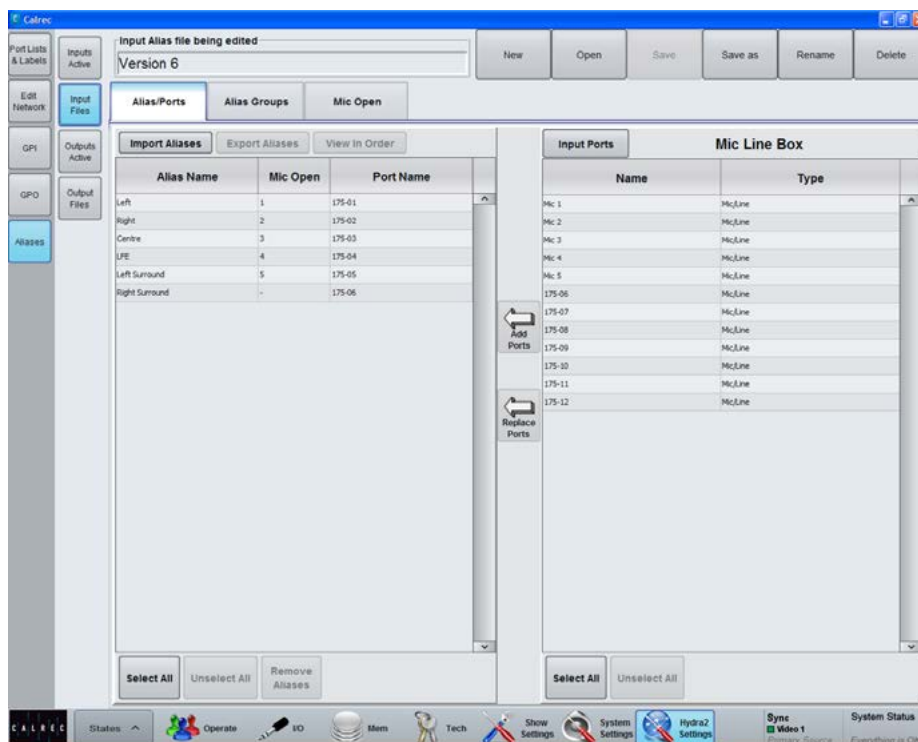 Calrec
Port Lists & Labels
Edit Network
GPI
GPO
Aliases
Inputs Active
Input Files
Outputs Active
Output Files
Input Alias file being edited
Version 6
New
Open
Save
Save as
Rename
Delete
Alias/Ports
Alias Groups
Mic Open
Import Aliases
Export Aliases
View In Order
Alias Name Mic Open Port Name
Left 1 175-01
Right 2 175-02
Centre 3 175-03
LFE 4 175-04
Left Surround 5 175-05
Right Surround - 175-06
Select All
Unselect All
Remove Aliases
Add Ports
Replace Ports
Input Ports
Mic Line Box
Name Type
Mic 1 Mic/Line
Mic 2 Mic/Line
Mic 3 Mic/Line
Mic 4 Mic/Line
Mic 5 Mic/Line
175-06 Mic/Line
175-07 Mic/Line
175-08 Mic/Line
175-09 Mic/Line
175-10 Mic/Line
175-11 Mic/Line
175-12 Mic/Line
Select All
Unselect All
CALREC
States
Operate
I/O
Mem
Tech
Show Settings
System Settings
Hydra2 Settings
Sync
Video 1
Primary Source
System Status
Everything is